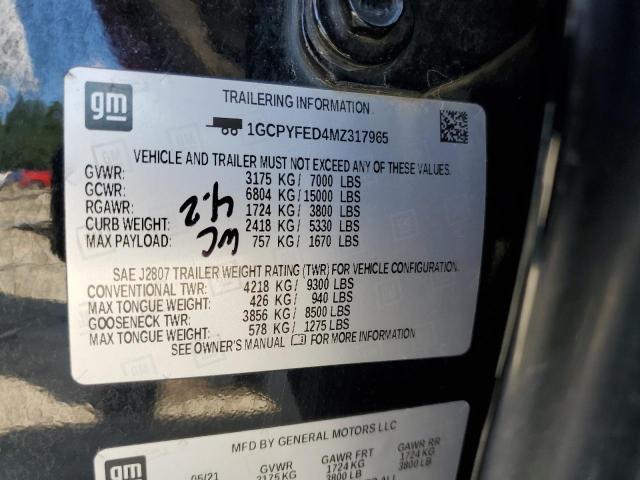 gm
TRAILERING INFORMATION
1GCPYFED4MZ317965
VEHICLE AND TRAILER MUST NOT EXCEED ANY OF THESE VALUES.
GVWR: 3175 KG/ 7000 LBS
GCWR: 6804 KG/ 15000 LBS
RGAWR: 1724 KG/ 3800 LBS
CURB WEIGHT: 2418 KG/ 5330 LBS
MAX PAYLOAD: 757 KG/ 1670 LBS
SAE J2807 TRAILER WEIGHT RATING (TWR) FOR VEHICLE CONFIGURATION.
CONVENTIONAL TWR: 4218 KG/ 9300 LBS
MAX TONGUE WEIGHT: 426 KG/ 940 LBS
GOOSENECK TWR: 3856 KG/ 8500 LBS
MAX TONGUE WEIGHT: 578 KG/ 1275 LBS
SEE OWNER'S MANUAL FOR MORE INFORMATION
MFD BY GENERAL MOTORS LLC
gm
05/21
GVWR GAWR FRT GAWR RR
3175 KG 1724 KG 1724 KG
3800 LB 3800 LB